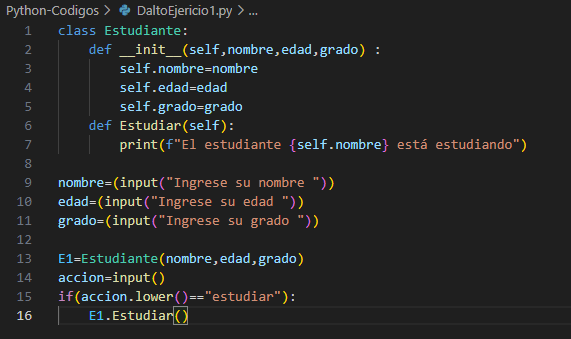 Python-Codigos > DaltoEjericio1.py > ...
1 class Estudiante:
2     def __init__(self,nombre,edad,grado) :
3         self.nombre=nombre
4         self.edad=edad
5         self.grado=grado
6     def Estudiar(self):
7         print(f"El estudiante {self.nombre} está estudiando")
8
9 nombre=(input("Ingrese su nombre "))
10 edad=(input("Ingrese su edad "))
11 grado=(input("Ingrese su grado "))
12
13 E1=Estudiante(nombre,edad,grado)
14 accion=input()
15 if(accion.lower()=="estudiar"):
16     E1.Estudiar()